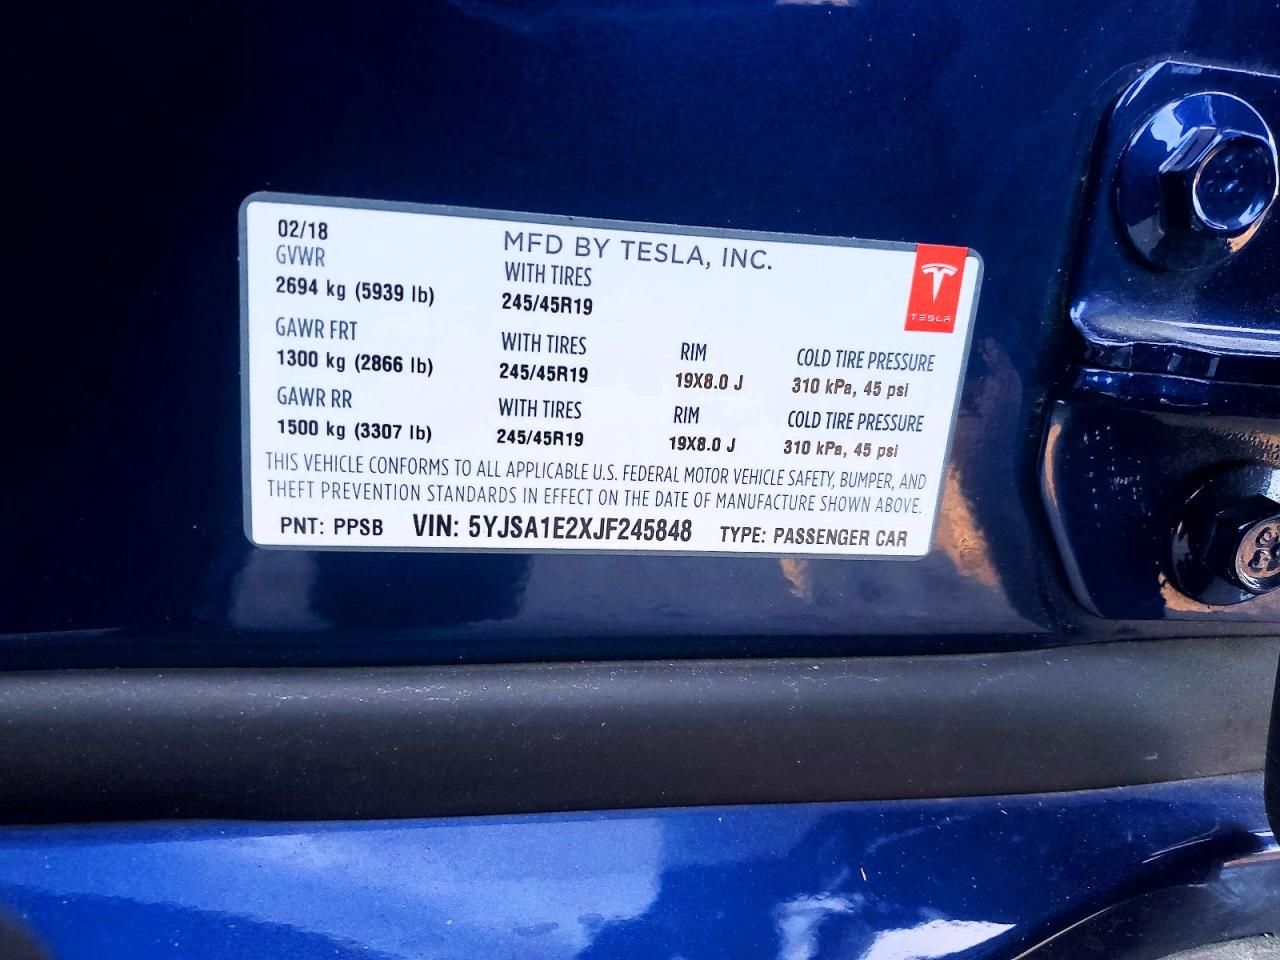 02/18 MFD BY TESLA, INC.
GVWR WITH TIRES
2694 kg (5939 lb) 245/45R19
TESLA
GAWR FRT WITH TIRES RIM COLD TIRE PRESSURE
1300 kg (2866 lb) 245/45R19 19X8.0 J 310 kPa, 45 psi
GAWR RR WITH TIRES RIM COLD TIRE PRESSURE
1500 kg (3307 lb) 245/45R19 19X8.0 J 310 kPa, 45 psi
THIS VEHICLE CONFORMS TO ALL APPLICABLE U.S. FEDERAL MOTOR VEHICLE SAFETY, BUMPER, AND
THEFT PREVENTION STANDARDS IN EFFECT ON THE DATE OF MANUFACTURE SHOWN ABOVE.
PNT: PPSB VIN: 5YJSA1E2XJF245848 TYPE: PASSENGER CAR